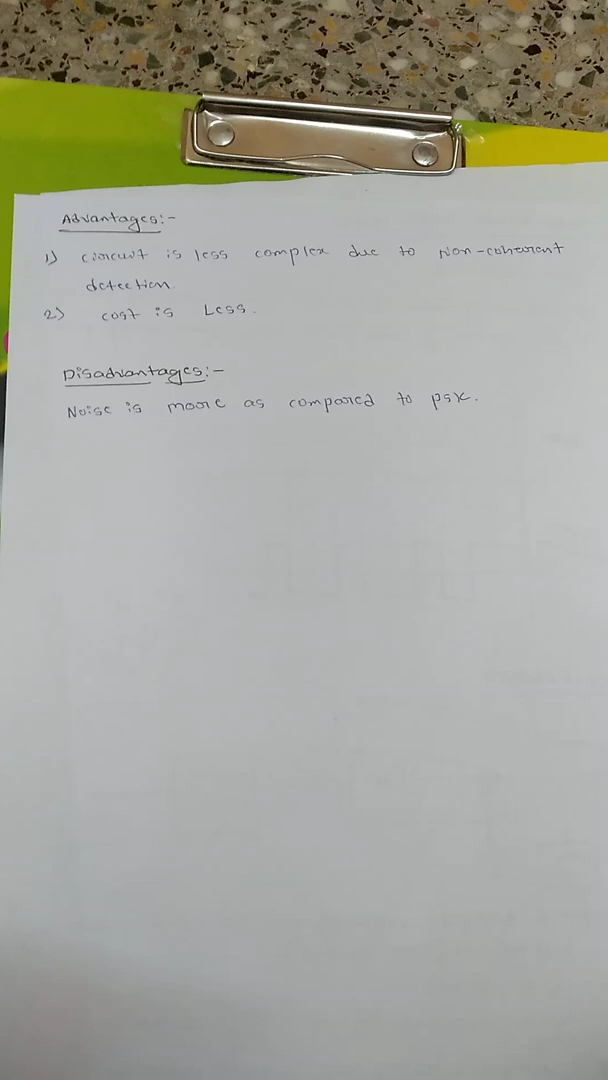 Advantages:-
1) circuit is less complex due to Non-coherent
detection.
2) cost is Less.
Disadvantages:-
Noise is more as compared to psk.